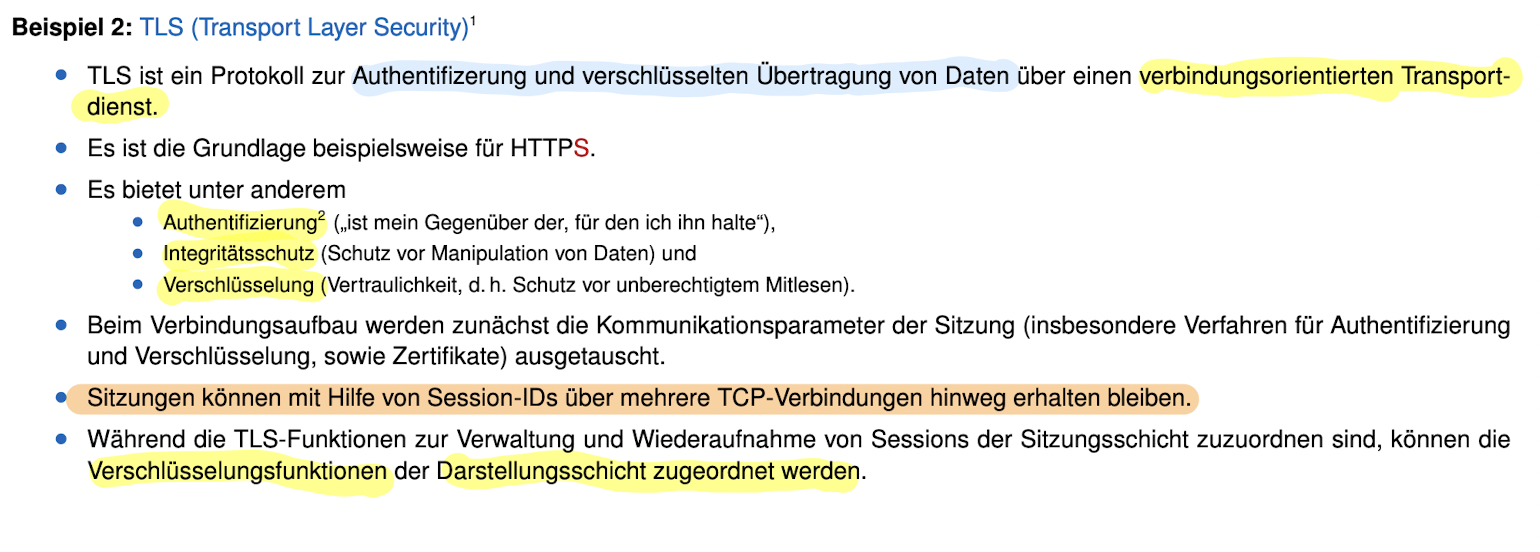 Beispiel 2: TLS (Transport Layer Security)¹
• TLS ist ein Protokoll zur Authentifizerung und verschlüsselten Übertragung von Daten über einen verbindungsorientierten Transport-
dienst.
• Es ist die Grundlage beispielsweise für HTTPS.
• Es bietet unter anderem
• Authentifizierung² („ist mein Gegenüber der, für den ich ihn halte“),
• Integritätsschutz (Schutz vor Manipulation von Daten) und
• Verschlüsselung (Vertraulichkeit, d. h. Schutz vor unberechtigtem Mitlesen).
• Beim Verbindungsaufbau werden zunächst die Kommunikationsparameter der Sitzung (insbesondere Verfahren für Authentifizierung
und Verschlüsselung, sowie Zertifikate) ausgetauscht.
• Sitzungen können mit Hilfe von Session-IDs über mehrere TCP-Verbindungen hinweg erhalten bleiben.
• Während die TLS-Funktionen zur Verwaltung und Wiederaufnahme von Sessions der Sitzungsschicht zuzuordnen sind, können die
Verschlüsselungsfunktionen der Darstellungsschicht zugeordnet werden.